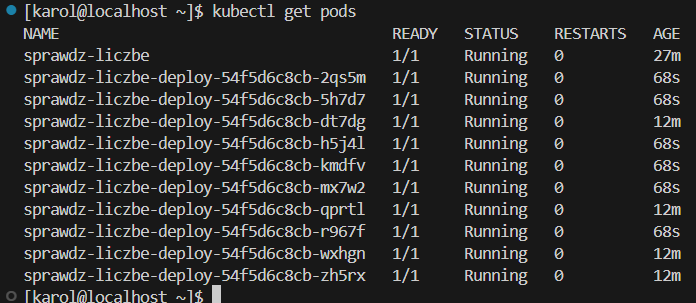 [karol@localhost ~]$ kubectl get pods
NAME READY STATUS RESTARTS AGE
sprawdz-liczbe 1/1 Running 0 27m
sprawdz-liczbe-deploy-54f5d6c8cb-2qs5m 1/1 Running 0 68s
sprawdz-liczbe-deploy-54f5d6c8cb-5h7d7 1/1 Running 0 68s
sprawdz-liczbe-deploy-54f5d6c8cb-dt7dg 1/1 Running 0 12m
sprawdz-liczbe-deploy-54f5d6c8cb-h5j4l 1/1 Running 0 68s
sprawdz-liczbe-deploy-54f5d6c8cb-kmdfv 1/1 Running 0 68s
sprawdz-liczbe-deploy-54f5d6c8cb-mx7w2 1/1 Running 0 68s
sprawdz-liczbe-deploy-54f5d6c8cb-qprtl 1/1 Running 0 12m
sprawdz-liczbe-deploy-54f5d6c8cb-r967f 1/1 Running 0 68s
sprawdz-liczbe-deploy-54f5d6c8cb-wxhgn 1/1 Running 0 12m
sprawdz-liczbe-deploy-54f5d6c8cb-zh5rx 1/1 Running 0 12m
[karol@localhost ~]$